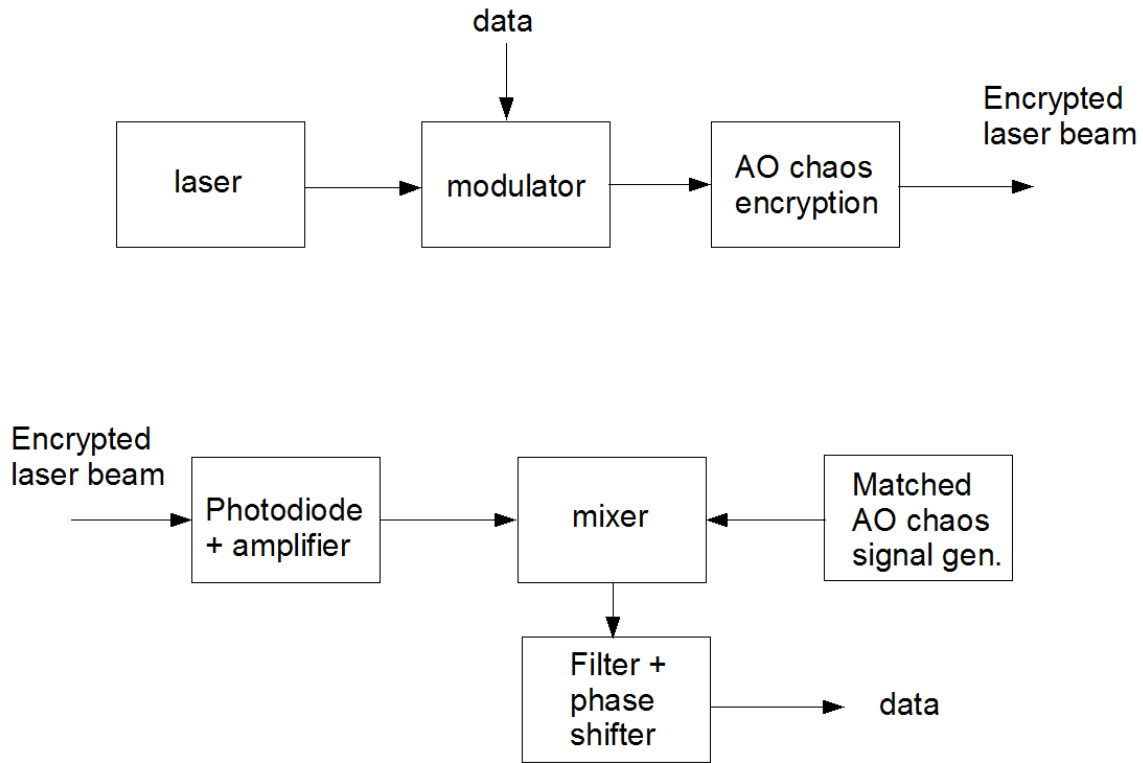 data
laser
modulator
AO chaos
encryption
Encrypted
laser beam
Encrypted
laser beam
Photodiode
+ amplifier
mixer
Matched
AO chaos
signal gen.
Filter +
phase
shifter
data